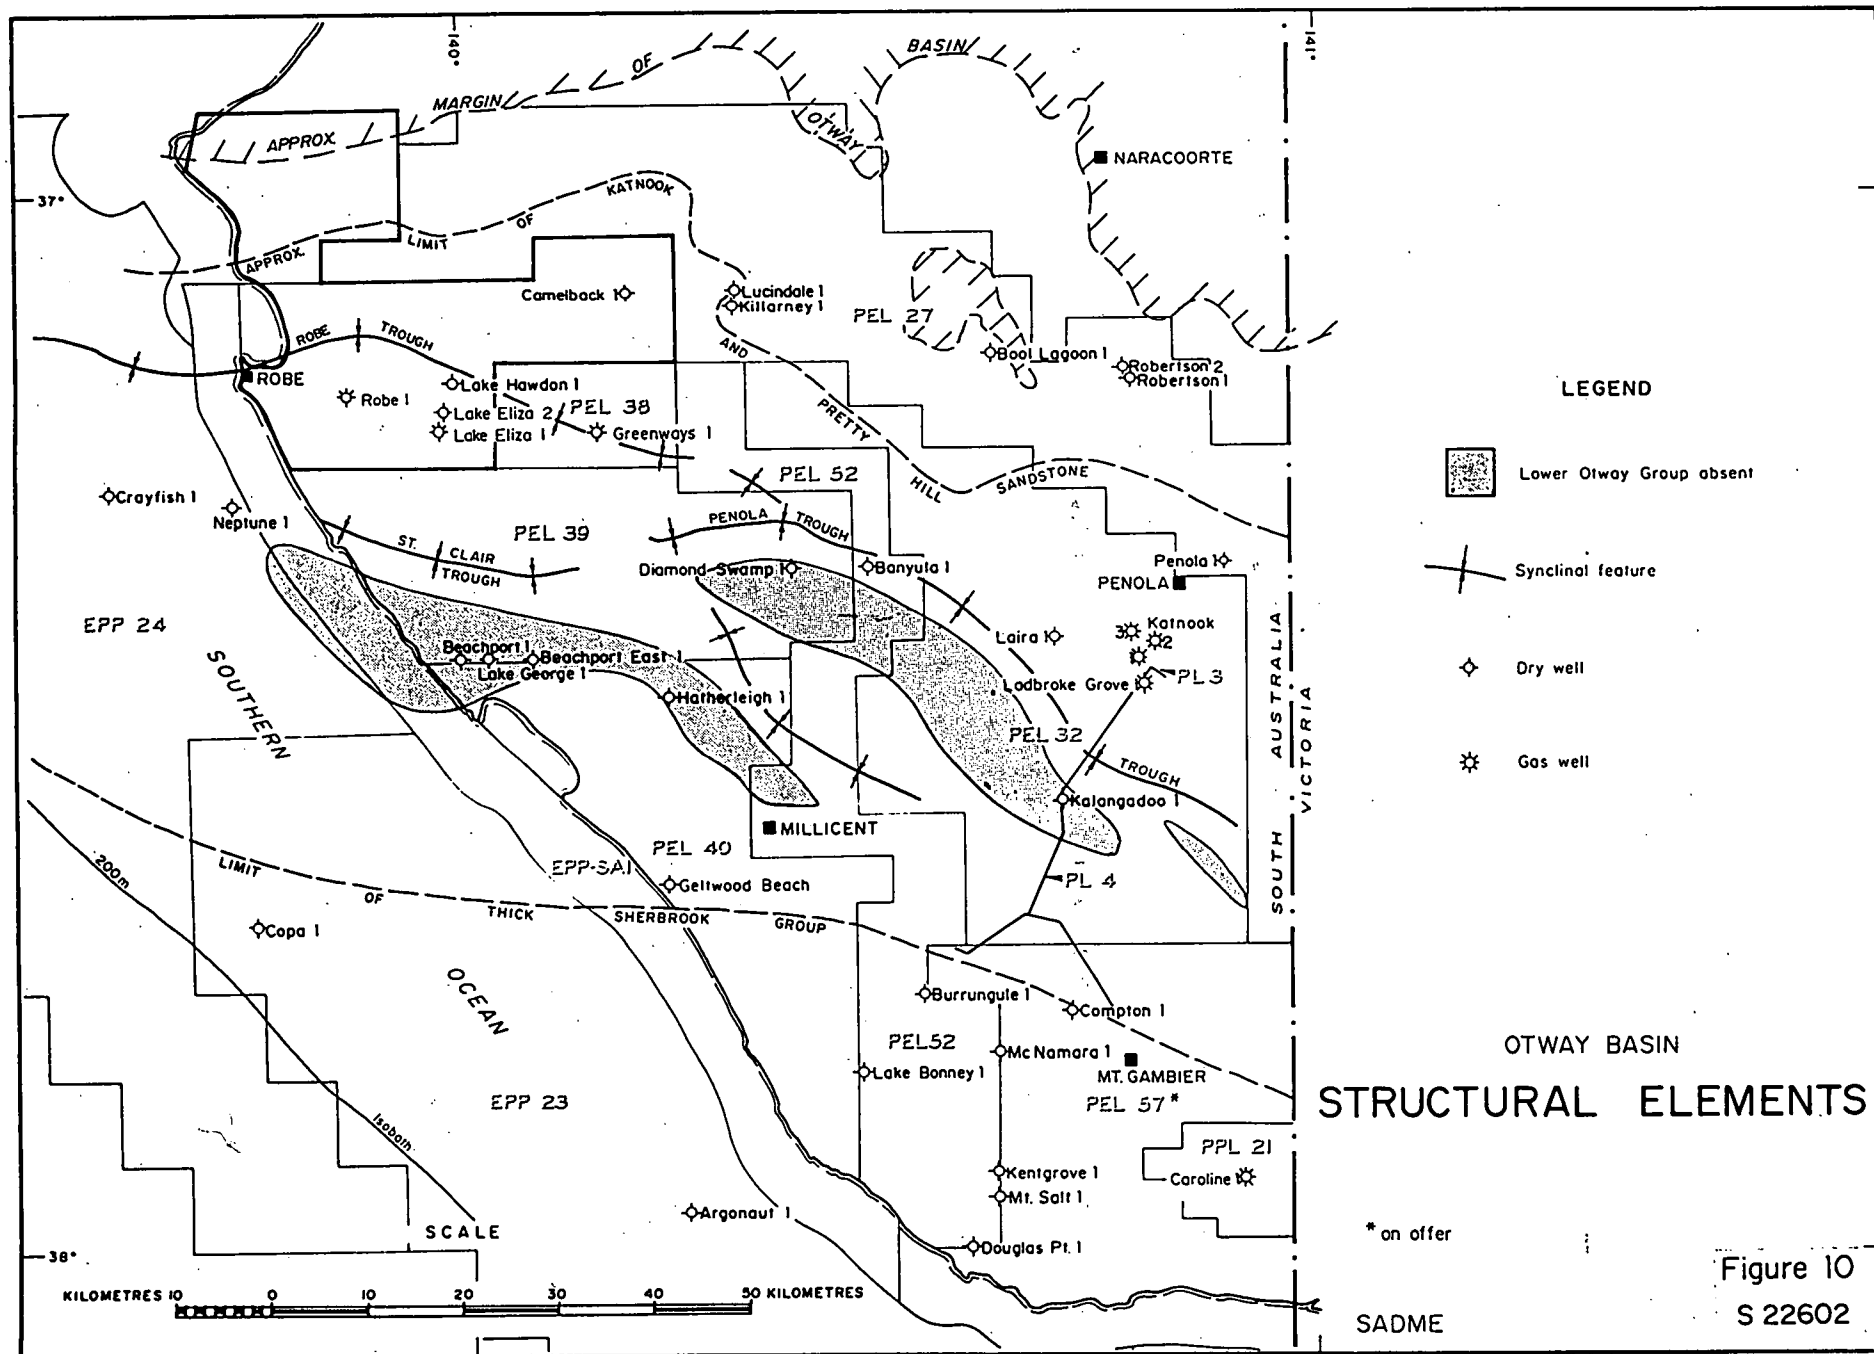 140°
141°
MARGIN OF
BASIN
APPROX.
OTWAY
NARACOORTE
37°
KATNOOK
OF
LIMIT
APPROX.
Camelback 1
Lucindale 1
Killarney 1
PEL 27
ROBE TROUGH
AND
Bool Lagoon 1
Robertson 2
Robertson 1
ROBE
Lake Hawdon 1
Robe 1
Lake Eliza 2
PEL 38
Lake Eliza 1
Greenways 1
PRETTY
HILL
SANDSTONE
PEL 52
Crayfish 1
Neptune 1
ST. CLAIR
TROUGH
PEL 39
PENOLA TROUGH
Diamond Swamp 1
Banyula 1
Penola 1
PENOLA
EPP 24
Laira 1
3
Katnook
2
Beachport 1
Beachport East 1
Lake George 1
Hatherleigh 1
Ladbroke Grove 1
PL 3
PEL 32
TROUGH
SOUTHERN
OCEAN
Kalangadoo 1
MILLICENT
PEL 40
EPP-SA1
PL 4
Geltwood Beach
LIMIT OF THICK SHERBROOK GROUP
200m
Isobath
Copa 1
Burrungule 1
Compton 1
PEL52
Mc Namara 1
Lake Bonney 1
MT. GAMBIER
PEL 57*
EPP 23
PPL 21
Caroline 1
Kentgrove 1
Mt. Salt 1
Argonaut 1
Douglas Pt. 1
38°
SCALE
KILOMETRES 10 0 10 20 30 40 50 KILOMETRES
SOUTH AUSTRALIA
VICTORIA
LEGEND
Lower Otway Group absent
Synclinal feature
Dry well
Gas well
OTWAY BASIN
STRUCTURAL ELEMENTS
* on offer
SADME
Figure 10
S 22602